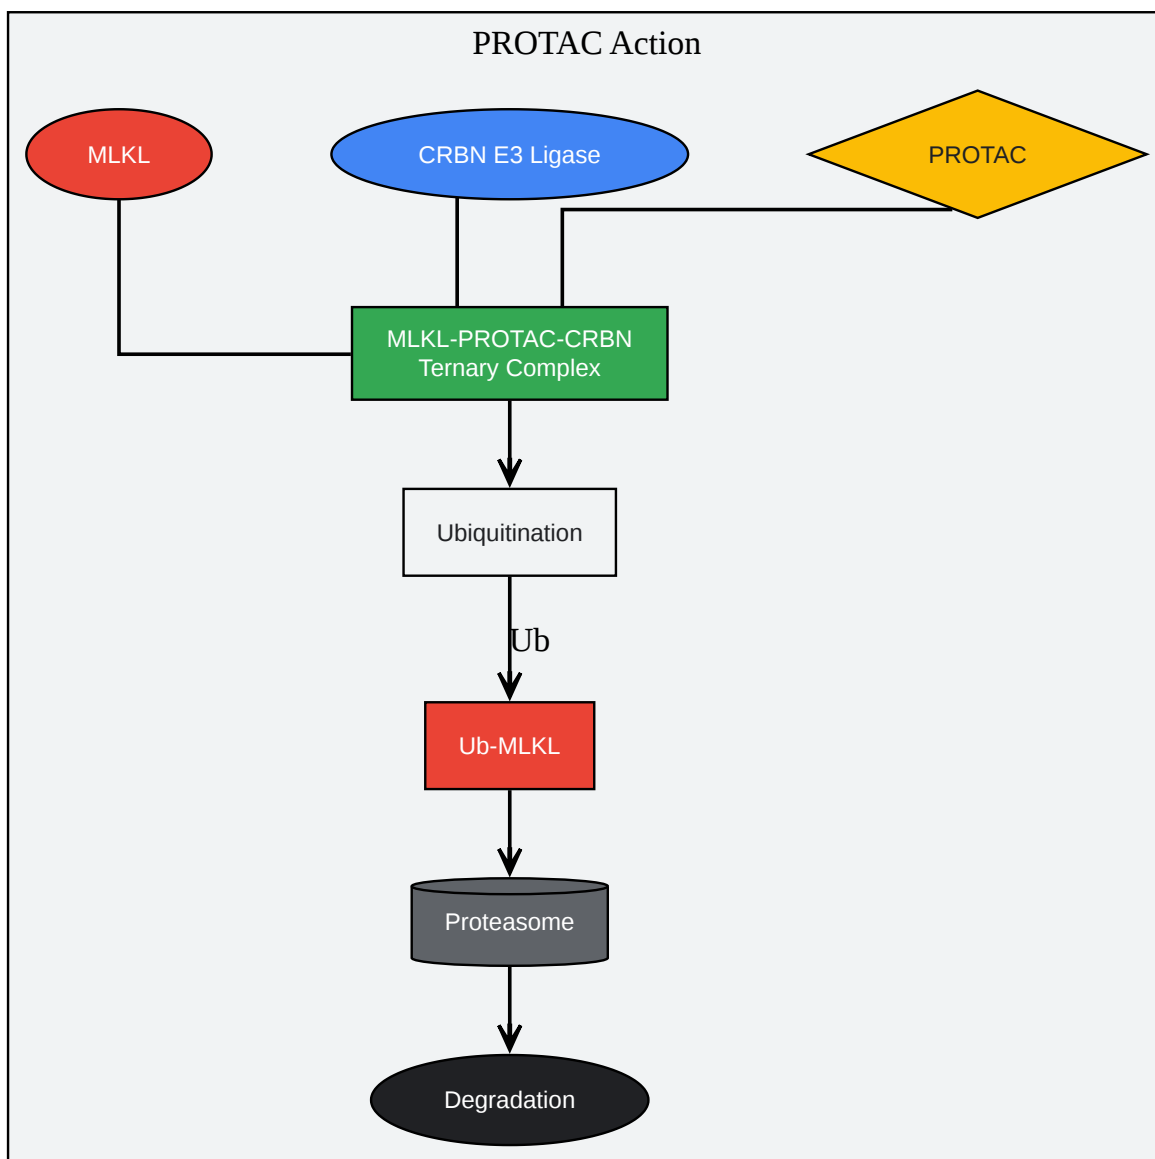 PROTAC Action
MLKL
CRBN E3 Ligase
PROTAC
MLKL-PROTAC-CRBN
Ternary Complex
Ubiquitination
Ub
Ub-MLKL
Proteasome
Degradation